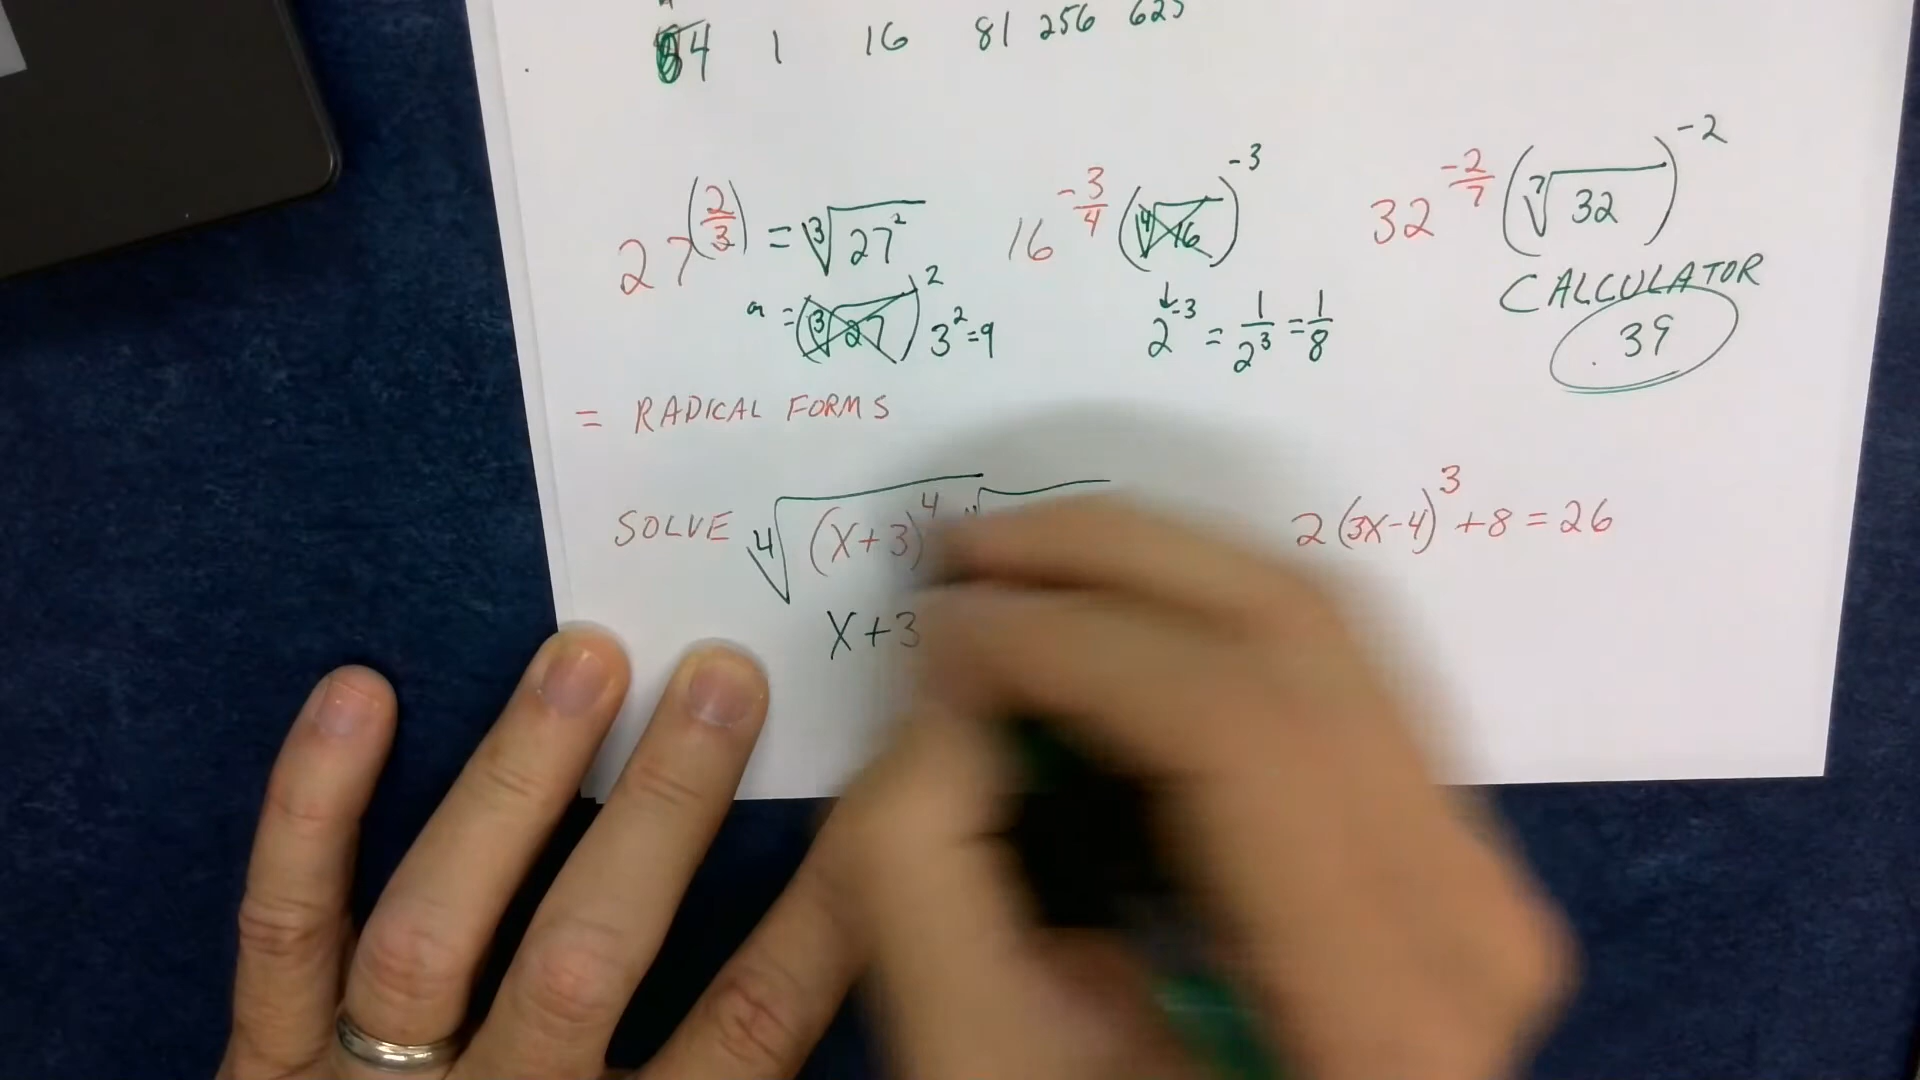 4 1 16 81 256 625
27^(2/3) = ∛27² 16^-3/4 (∜16)^-3 32^-2/7 (⁷√32)^-2
= (∛27)² 3² = 9 2^-3 = 1/2³ = 1/8 CALCULATOR
.39
= RADICAL FORMS
SOLVE ∜(x+3)⁴ 2(3x-4)³ +8 = 26
x+3